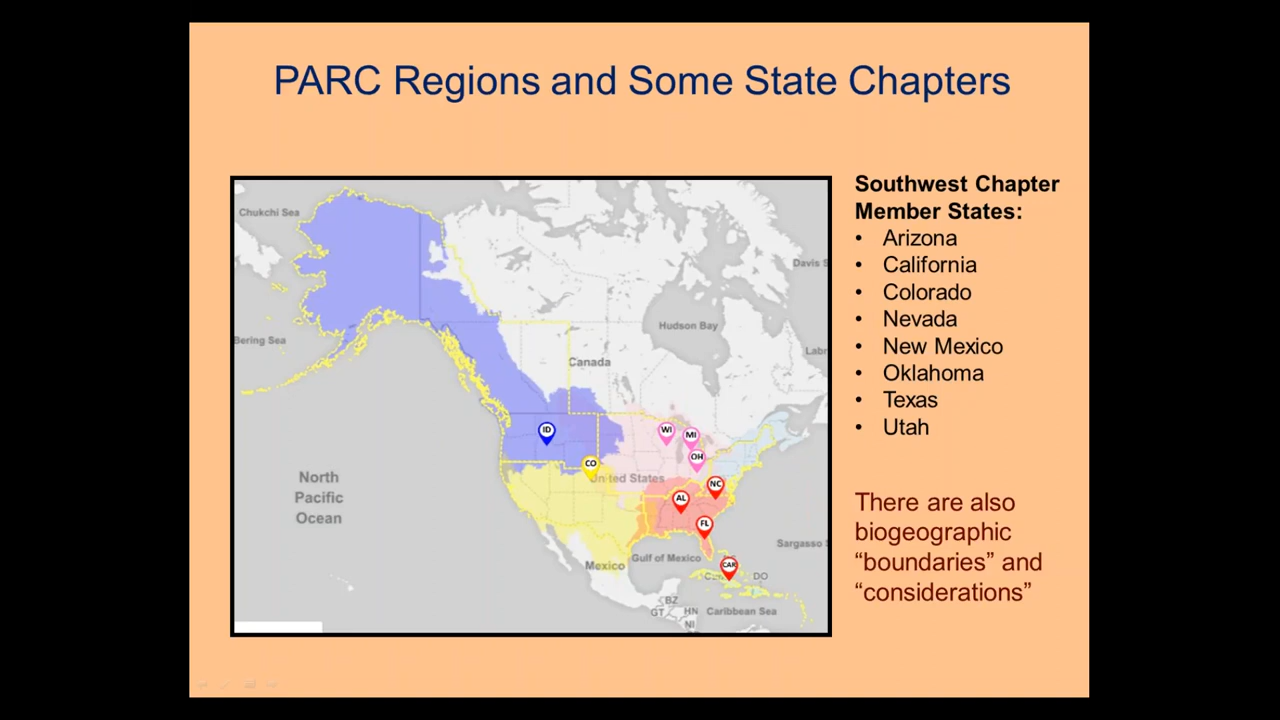 PARC Regions and Some State Chapters
Southwest Chapter
Member States:
• Arizona
• California
• Colorado
• Nevada
• New Mexico
• Oklahoma
• Texas
• Utah
There are also
biogeographic
“boundaries” and
“considerations”
Chukchi Sea
Davis S
Hudson Bay
Bering Sea
Labr
Canada
ID
WI
MI
CO
OH
United States
North
Pacific
Ocean
NC
AL
FL
Sargasso
Gulf of Mexico
Mexico
CAR
DO
BZ
GT
HN
Caribbean Sea
NI